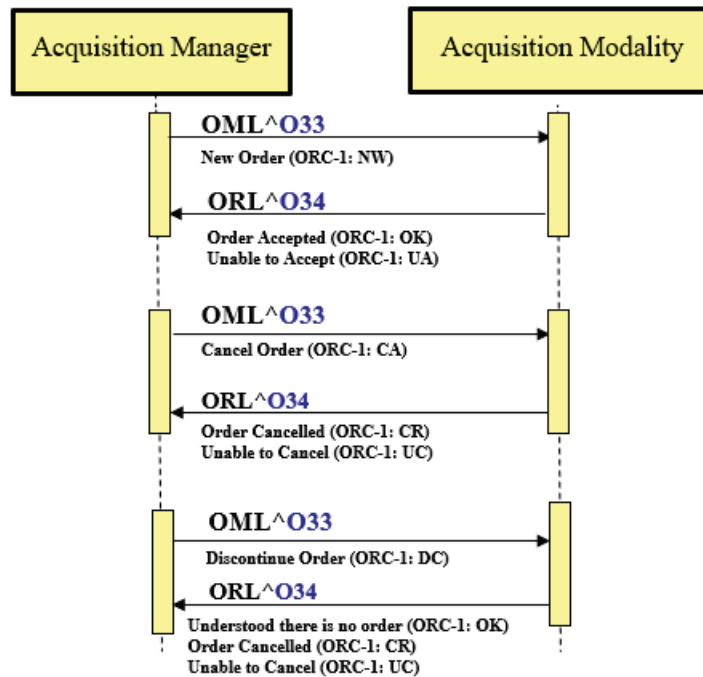 Acquisition Manager
Acquisition Modality
OML^O33
New Order (ORC-1: NW)
ORL^O34
Order Accepted (ORC-1: OK)
Unable to Accept (ORC-1: UA)
OML^O33
Cancel Order (ORC-1: CA)
ORL^O34
Order Cancelled (ORC-1: CR)
Unable to Cancel (ORC-1: UC)
OML^O33
Discontinue Order (ORC-1: DC)
ORL^O34
Understood there is no order (ORC-1: OK)
Order Cancelled (ORC-1: CR)
Unable to Cancel (ORC-1: UC)